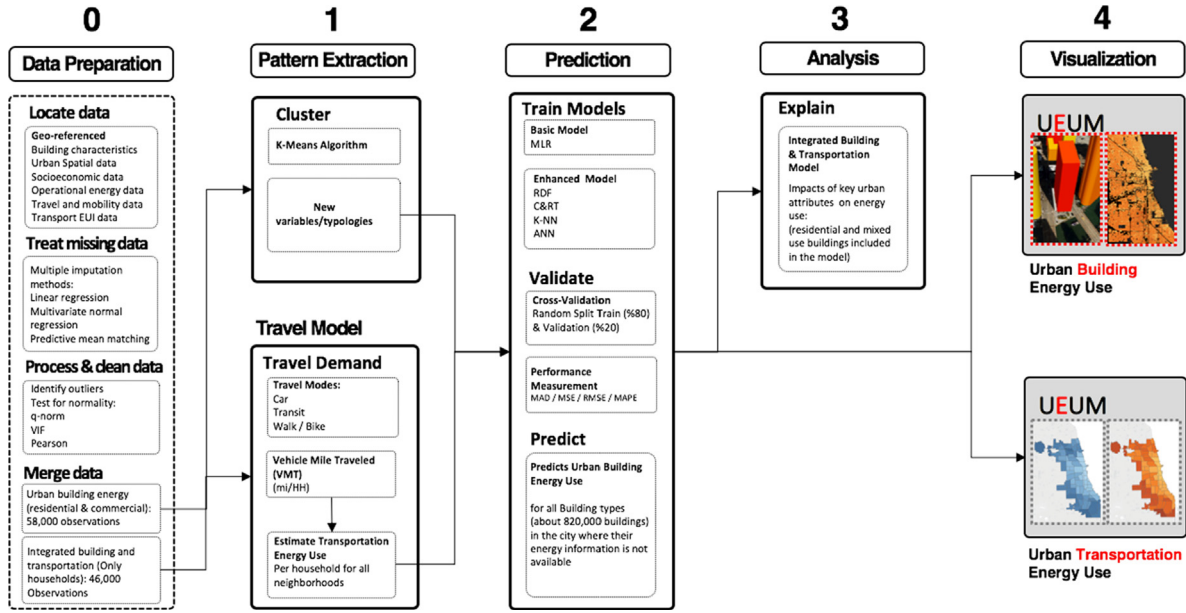 0
Data Preparation
Locate data
Geo-referenced
Building characteristics
Urban Spatial data
Socioeconomic data
Operational energy data
Travel and mobility data
Transport EUI data
Treat missing data
Multiple imputation
methods:
Linear regression
Multivariate normal
regression
Predictive mean matching
Process & clean data
Identify outliers
Test for normality:
q-norm
VIF
Pearson
Merge data
Urban building energy
(residential & commercial):
58,000 observations
Integrated building and
transportation (Only
households): 46,000
Observations
1
Pattern Extraction
Cluster
K-Means Algorithm
New
variables/typologies
Travel Model
Travel Demand
Travel Modes:
Car
Transit
Walk / Bike
Vehicle Mile Traveled
(VMT)
(mi/HH)
Estimate Transportation
Energy Use
Per household for all
neighborhoods
2
Prediction
Train Models
Basic Model
MLR
Enhanced Model
RDF
C&RT
K-NN
ANN
Validate
Cross-Validation
Random Split Train (%80)
& Validation (%20)
Performance
Measurement
MAD / MSE / RMSE / MAPE
Predict
Predicts Urban Building
Energy Use
for all Building types
(about 820,000 buildings)
in the city where their
energy information is not
available
3
Analysis
Explain
Integrated Building
& Transportation
Model
Impacts of key urban
attributes on energy
use:
(residential and mixed
use buildings included
in the model)
4
Visualization
UEUM
Urban Building
Energy Use
UEUM
Urban Transportation
Energy Use